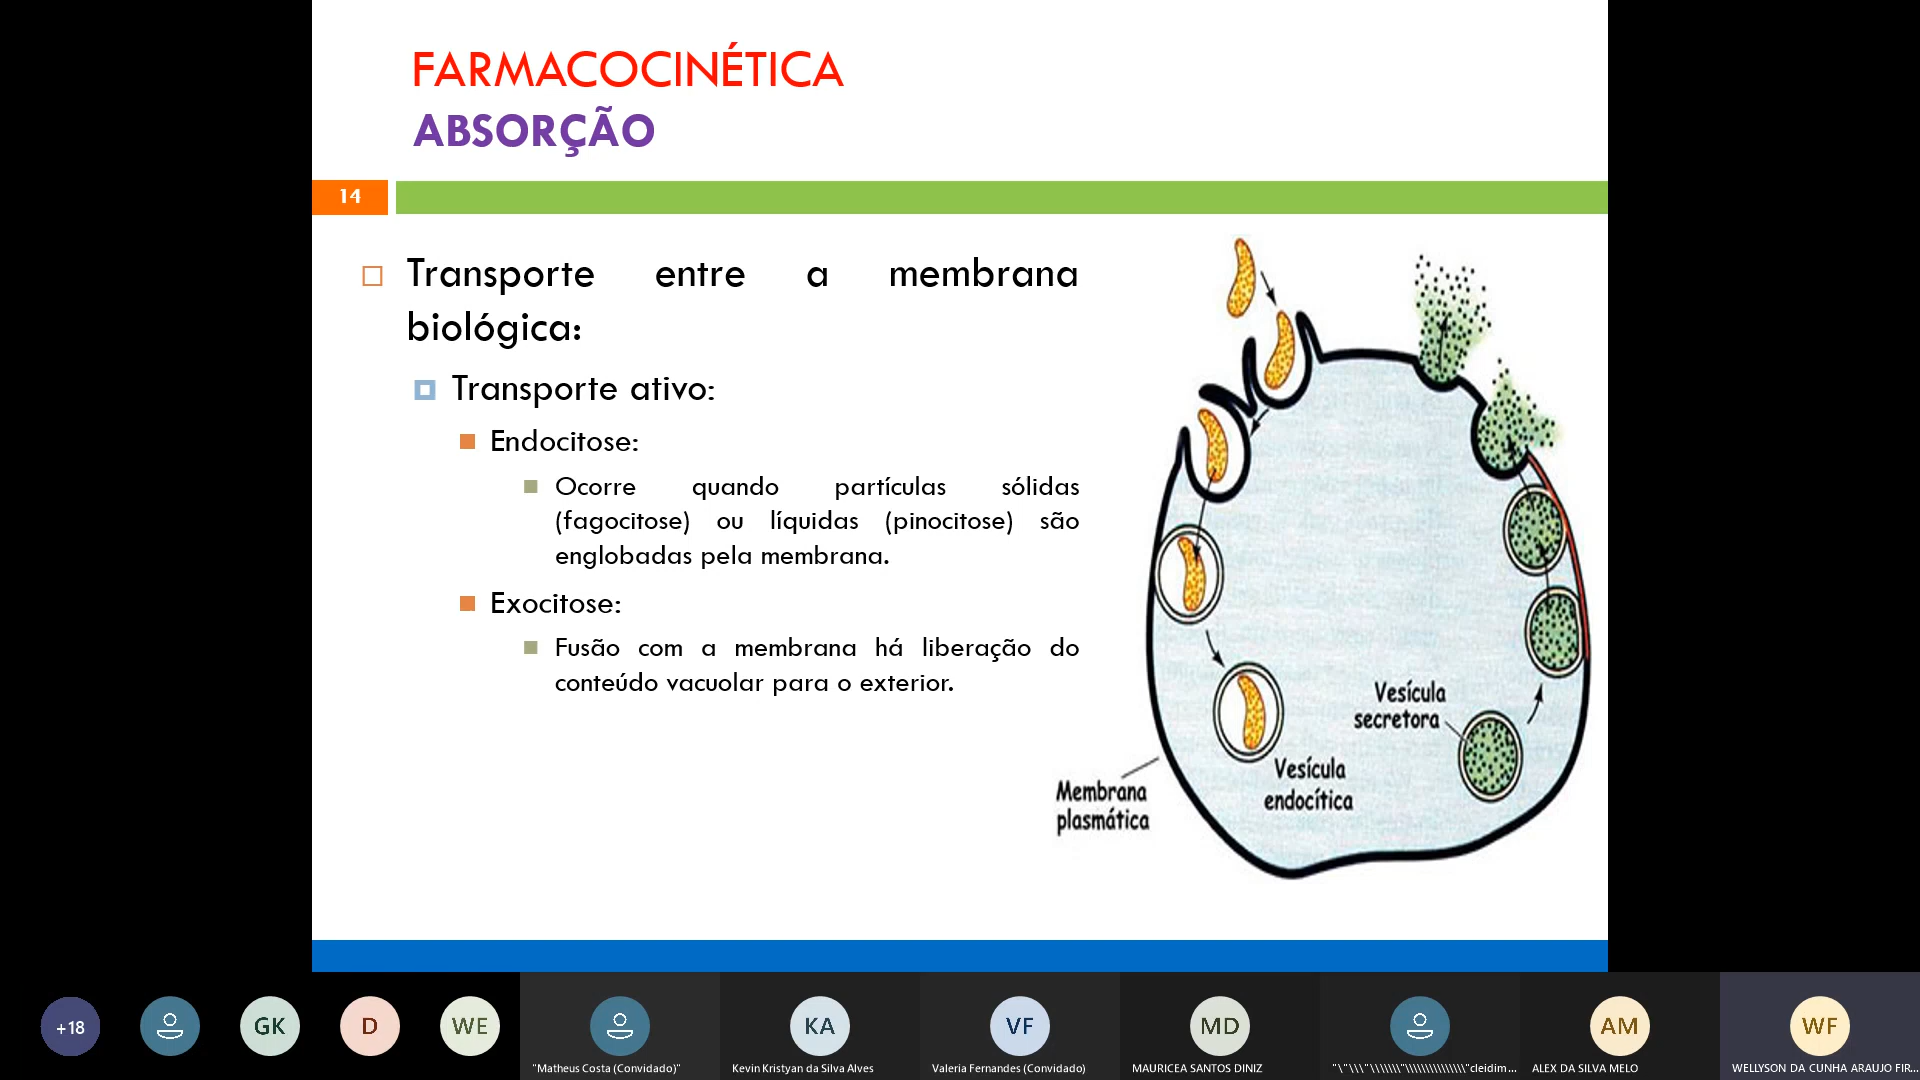 FARMACOCINÉTICA
ABSORÇÃO
14
Transporte entre a membrana
biológica:
Transporte ativo:
Endocitose:
Ocorre quando partículas sólidas
(fagocitose) ou líquidas (pinocitose) são
englobadas pela membrana.
Exocitose:
Fusão com a membrana há liberação do
conteúdo vacuolar para o exterior.
Vesícula
secretora
Vesícula
endocítica
Membrana
plasmática
+18
GK
D
WE
KA
VF
MD
AM
WF
"Matheus Costa (Convidado)"
Kevin Kristyan da Silva Alves
Valeria Fernandes (Convidado)
MAURICEA SANTOS DINIZ
"\"\\\"\\\\\\\"\\\\\\\\\\\\\\\"cleidim...
ALEX DA SILVA MELO
WELLYSON DA CUNHA ARAUJO FIR...